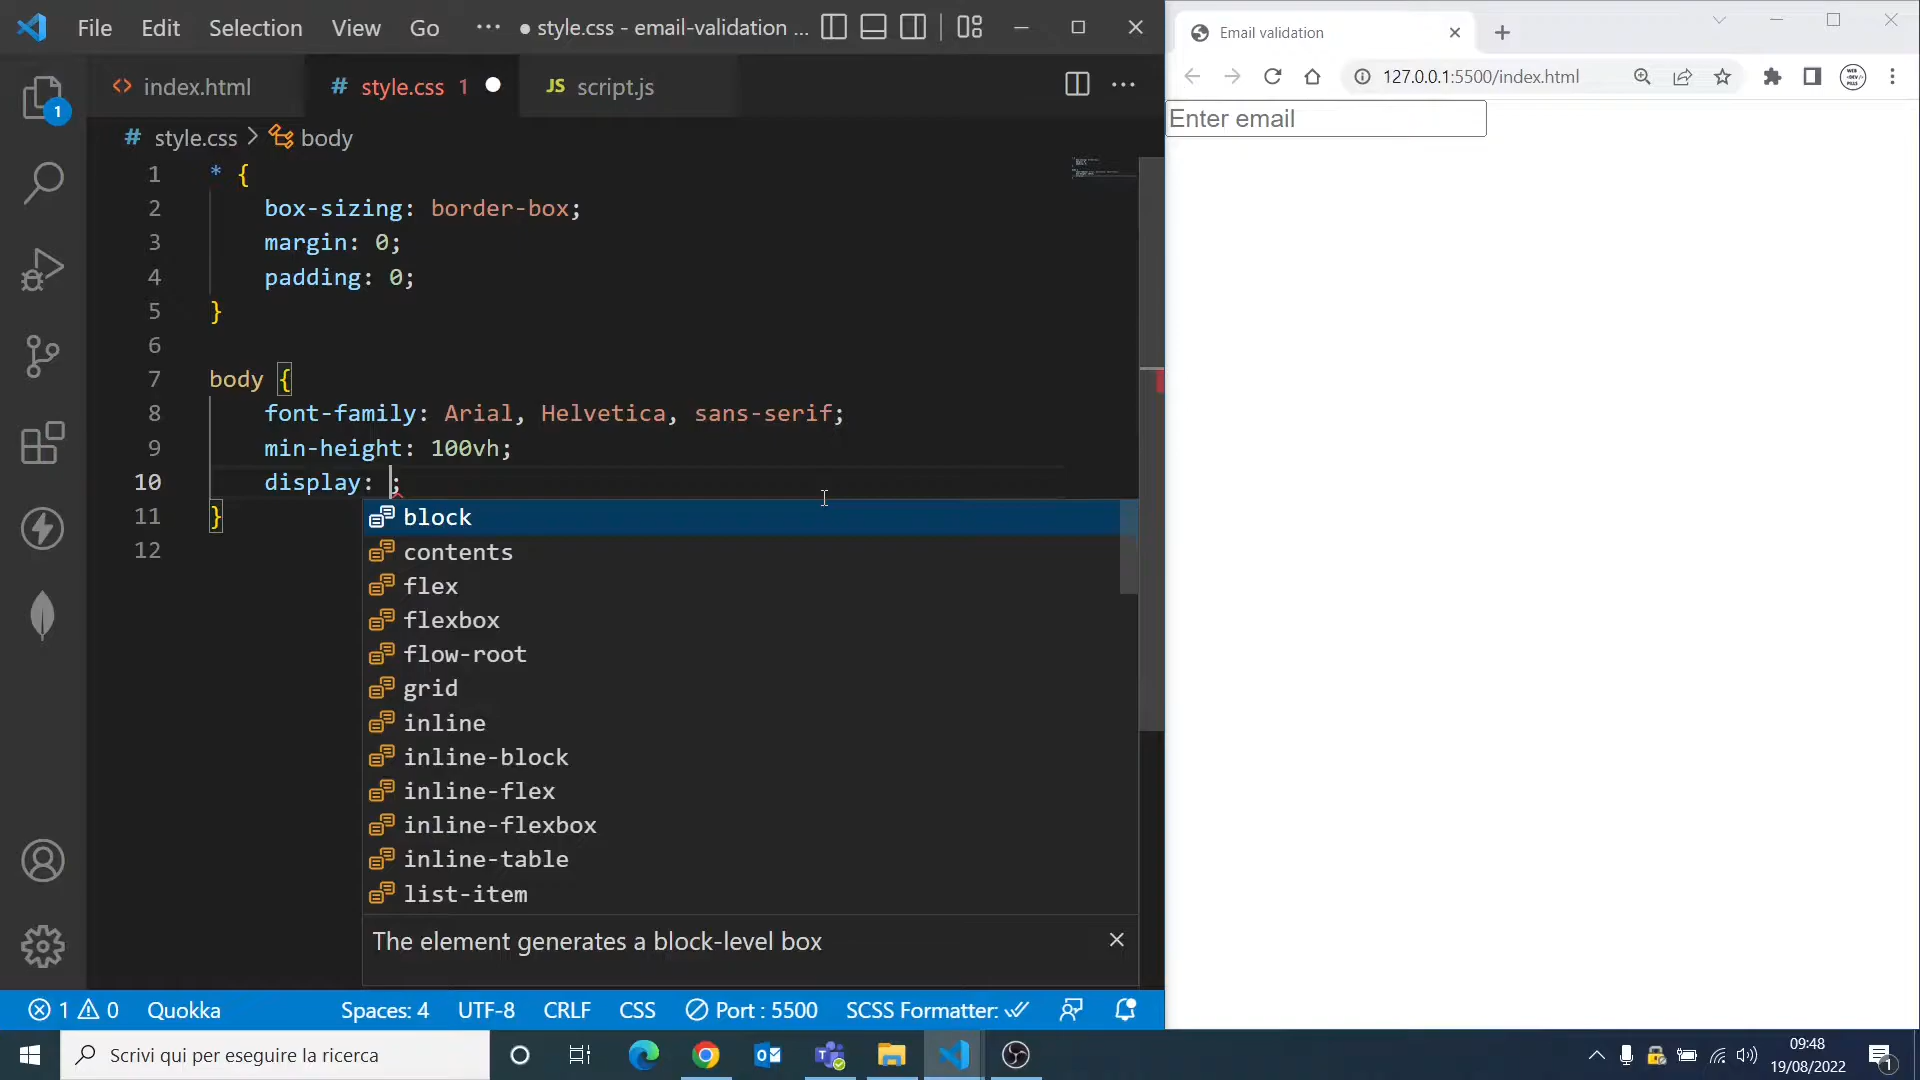 File Edit Selection View Go ··· ● style.css - email-validation ...
index.html # style.css 1 JS script.js
# style.css > body
1 * {
2 box-sizing: border-box;
3 margin: 0;
4 padding: 0;
5 }
6
7 body {
8 font-family: Arial, Helvetica, sans-serif;
9 min-height: 100vh;
10 display: ;
11 }
12
block
contents
flex
flexbox
flow-root
grid
inline
inline-block
inline-flex
inline-flexbox
inline-table
list-item
The element generates a block-level box
1
1 0 Quokka Spaces: 4 UTF-8 CRLF CSS Port : 5500 SCSS Formatter:
Email validation
127.0.0.1:5500/index.html
Enter email
Scrivi qui per eseguire la ricerca
09:48
19/08/2022
1